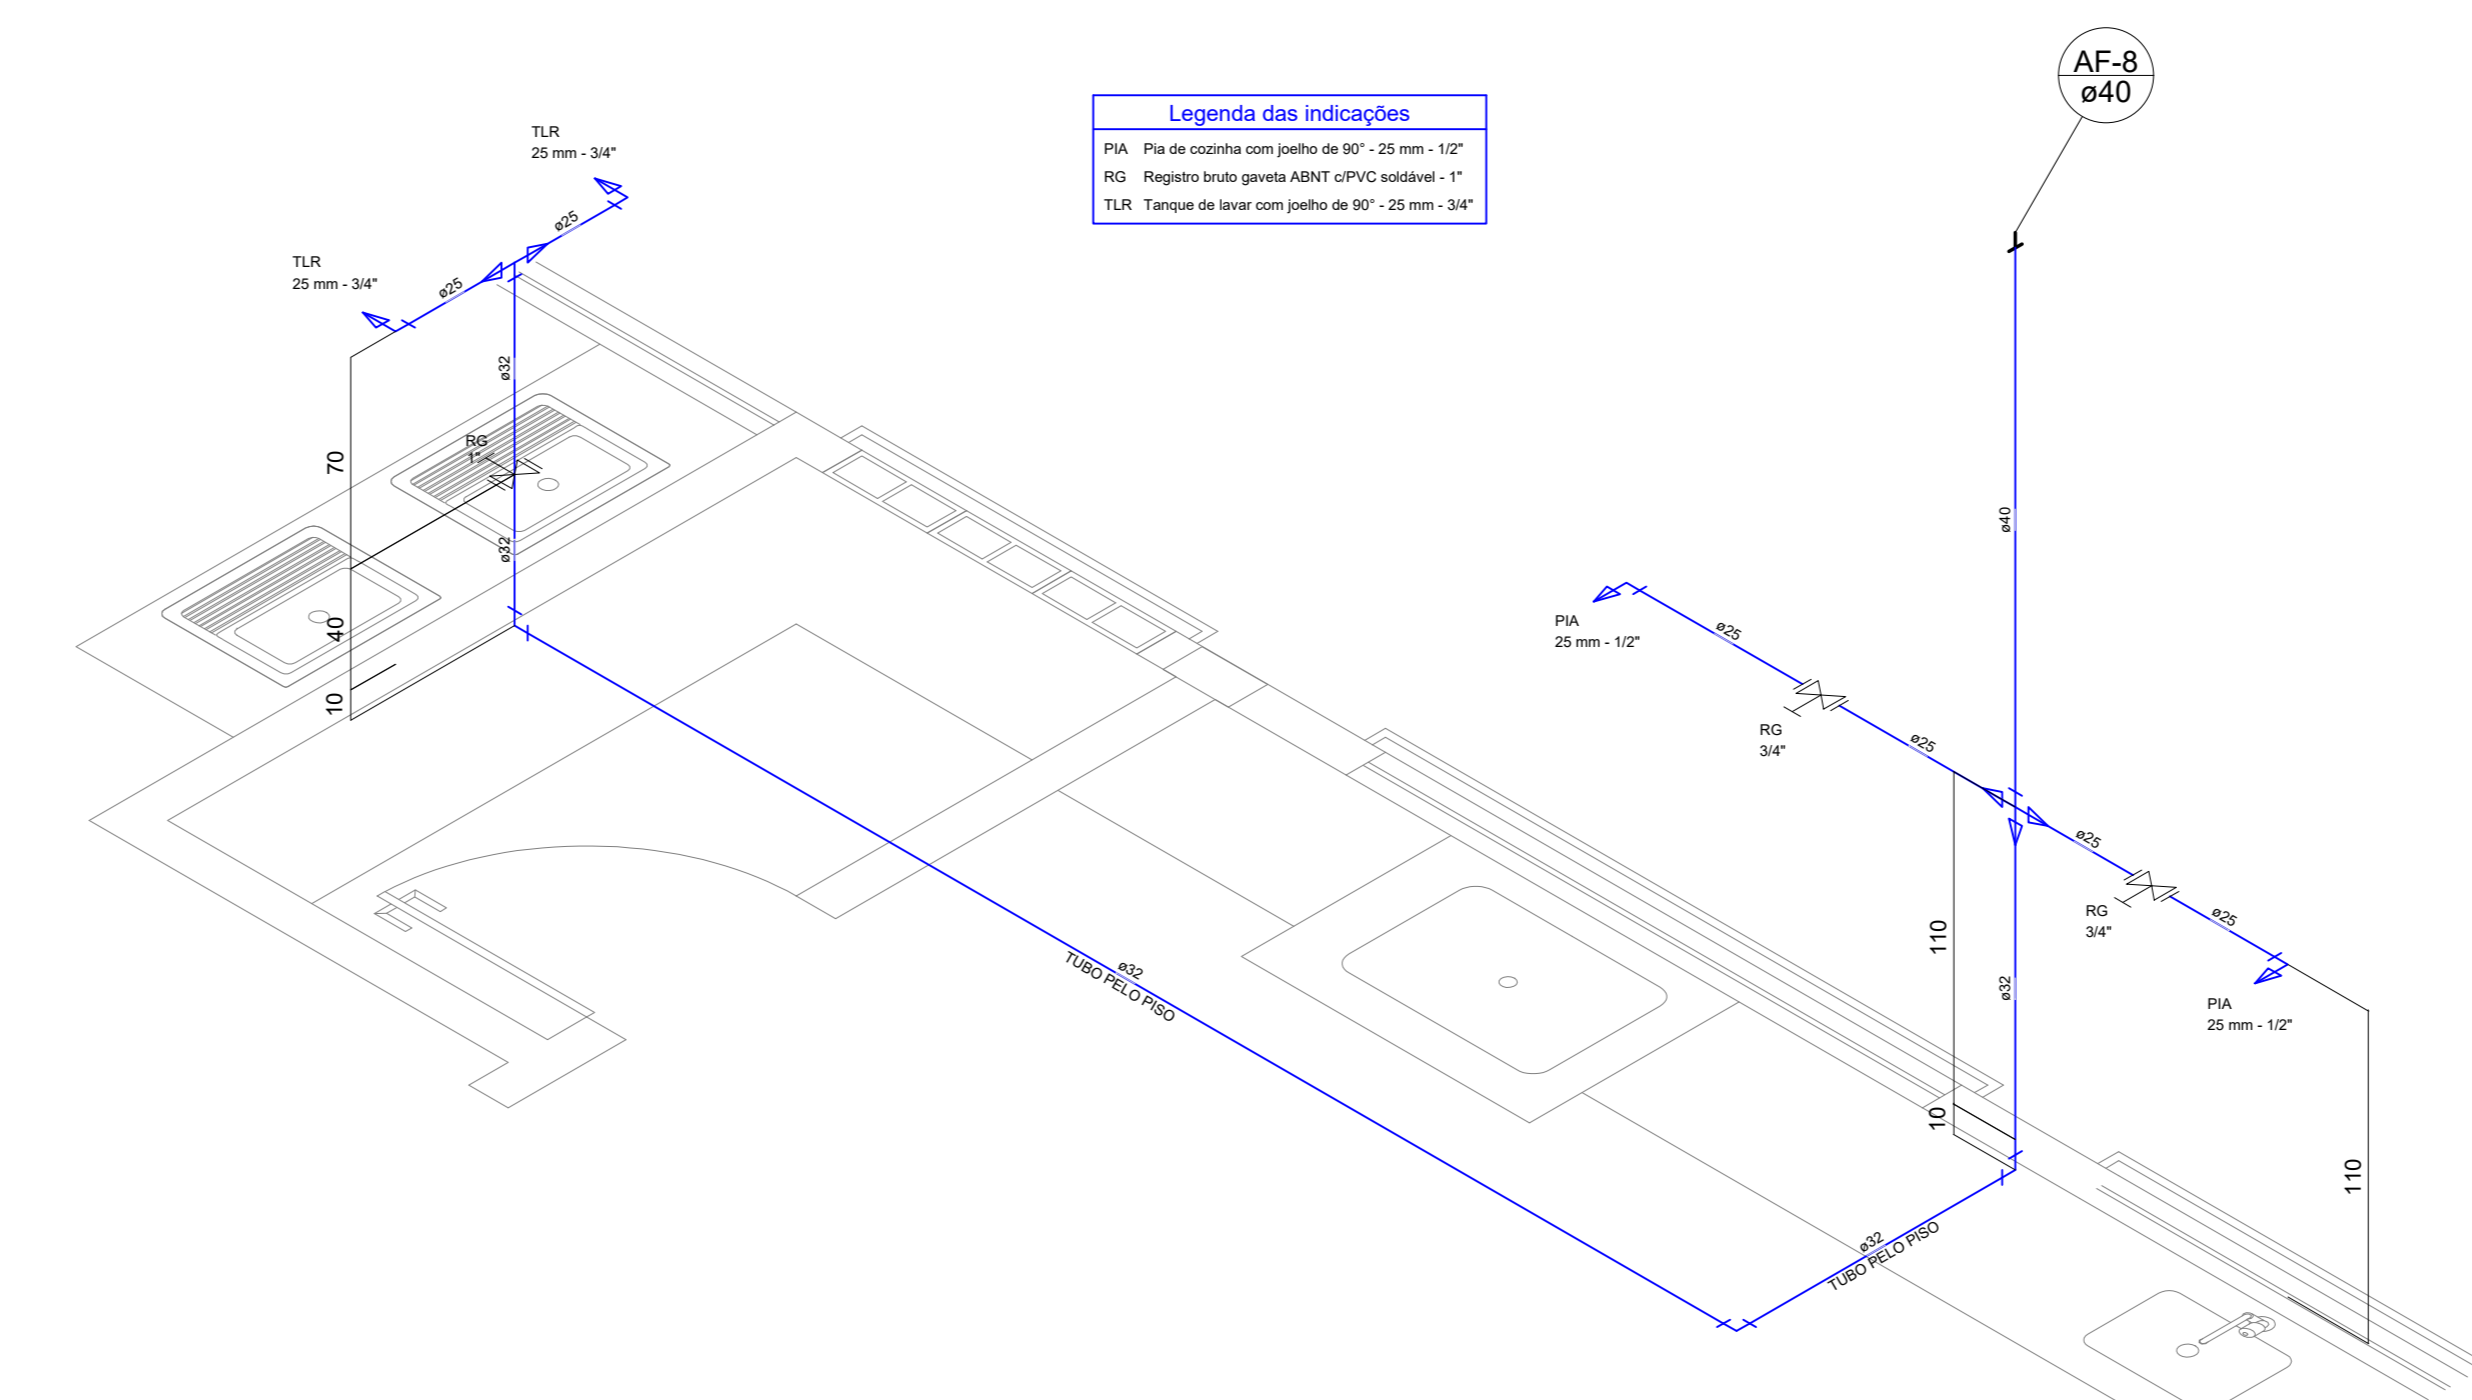 AF-8
ø40
Legenda das indicações
PIA Pia de cozinha com joelho de 90° - 25 mm - 1/2"
RG Registro bruto gaveta ABNT c/PVC soldável - 1"
TLR Tanque de lavar com joelho de 90° - 25 mm - 3/4"
TLR
25 mm - 3/4"
ø25
TLR
25 mm - 3/4"
ø25
ø32
RG
1"
70
ø32
40
10
ø40
PIA
25 mm - 1/2"
ø25
RG
3/4"
ø25
ø25
RG
3/4"
ø25
110
ø32
PIA
25 mm - 1/2"
ø32
TUBO PELO PISO
10
110
ø32
TUBO PELO PISO